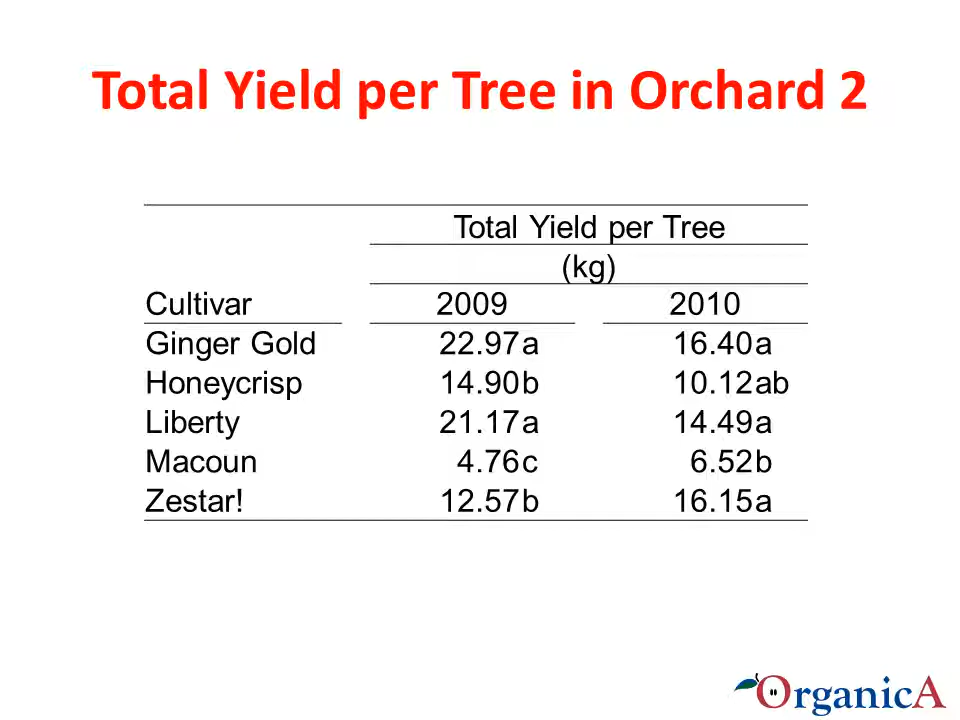 Total Yield per Tree in Orchard 2
Total Yield per Tree
(kg)
Cultivar 2009 2010
Ginger Gold 22.97a 16.40a
Honeycrisp 14.90b 10.12ab
Liberty 21.17a 14.49a
Macoun 4.76c 6.52b
Zestar! 12.57b 16.15a
OrganicA